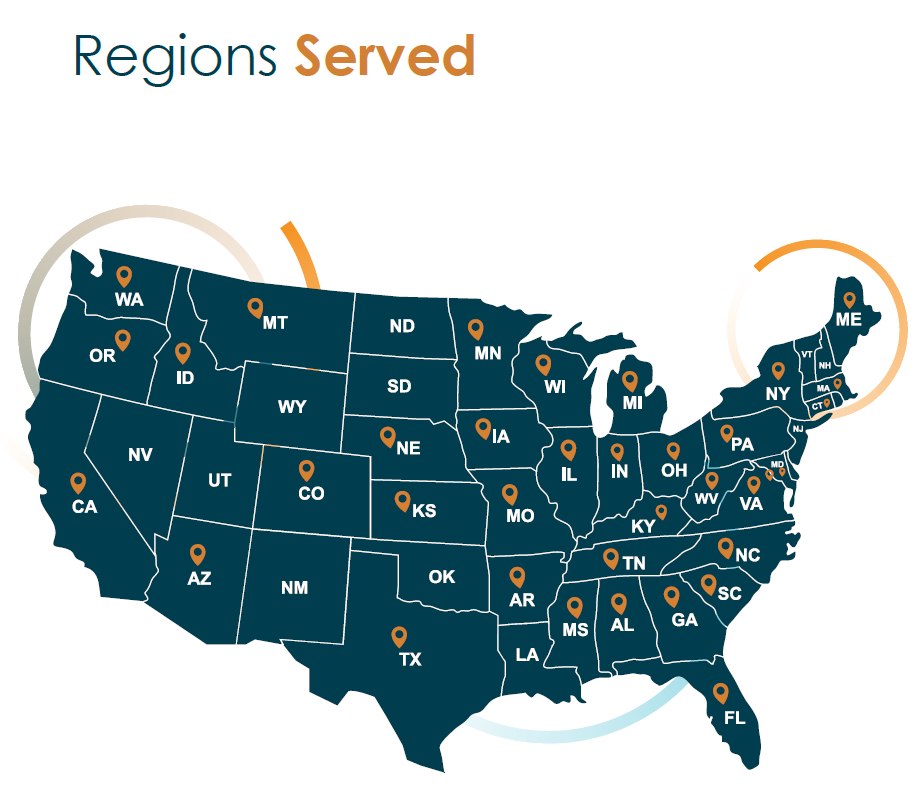 Regions Served
WA
MT
ND
MN
ME
OR
ID
SD
WI
MI
NY
VT
NH
MA
CT
WY
NV
UT
CO
NE
IA
IL
IN
OH
PA
NJ
MD
CA
KS
MO
KY
WV
VA
AZ
NM
OK
AR
TN
NC
SC
TX
LA
MS
AL
GA
FL